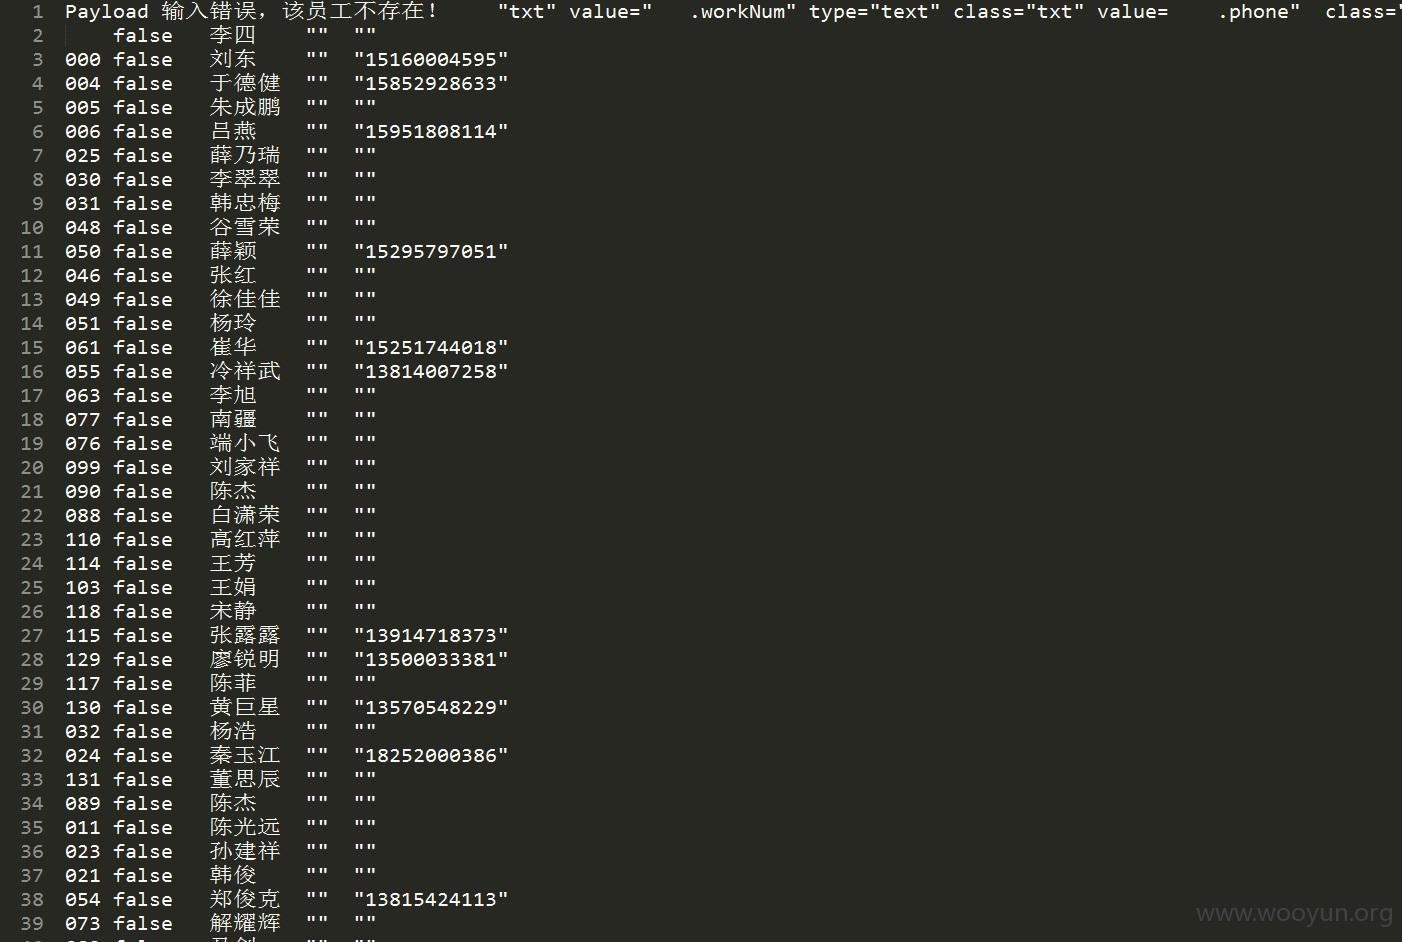 1 Payload 输入错误，该员工不存在！ "txt" value=" .workNum" type="text" class="txt" value= .phone" class="
2 false 李四 "" ""
3 000 false 刘东 "" "15160004595"
4 004 false 于德健 "" "15852928633"
5 005 false 朱成鹏 "" ""
6 006 false 吕燕 "" "15951808114"
7 025 false 薛乃瑞 "" ""
8 030 false 李翠翠 "" ""
9 031 false 韩忠梅 "" ""
10 048 false 谷雪荣 "" ""
11 050 false 薛颖 "" "15295797051"
12 046 false 张红 "" ""
13 049 false 徐佳佳 "" ""
14 051 false 杨玲 "" ""
15 061 false 崔华 "" "15251744018"
16 055 false 冷祥武 "" "13814007258"
17 063 false 李旭 "" ""
18 077 false 南疆 "" ""
19 076 false 端小飞 "" ""
20 099 false 刘家祥 "" ""
21 090 false 陈杰 "" ""
22 088 false 白潇荣 "" ""
23 110 false 高红萍 "" ""
24 114 false 王芳 "" ""
25 103 false 王娟 "" ""
26 118 false 宋静 "" ""
27 115 false 张露露 "" "13914718373"
28 129 false 廖锐明 "" "13500033381"
29 117 false 陈菲 "" ""
30 130 false 黄巨星 "" "13570548229"
31 032 false 杨浩 "" ""
32 024 false 秦玉江 "" "18252000386"
33 131 false 董思辰 "" ""
34 089 false 陈杰 "" ""
35 011 false 陈光远 "" ""
36 023 false 孙建祥 "" ""
37 021 false 韩俊 "" ""
38 054 false 郑俊克 "" "13815424113"
39 073 false 解耀辉 "" ""
www.wooyun.org